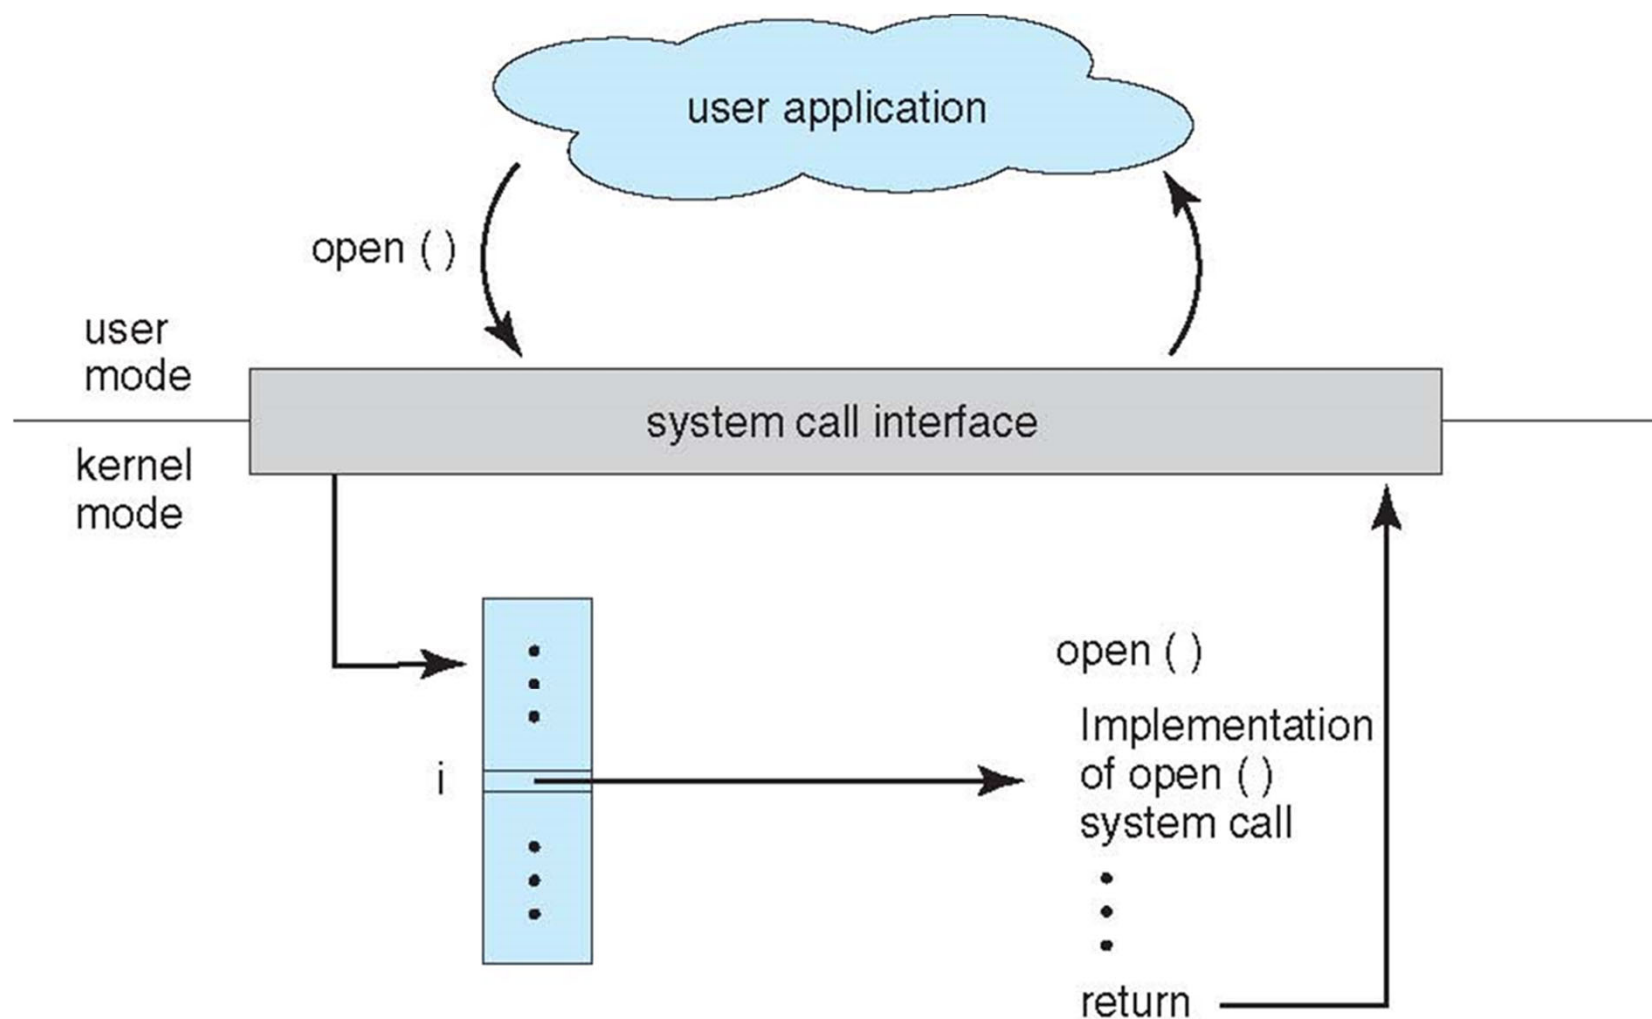 user application
open ( )
user
mode
system call interface
kernel
mode
open ( )
Implementation
of open ( )
system call
i
return